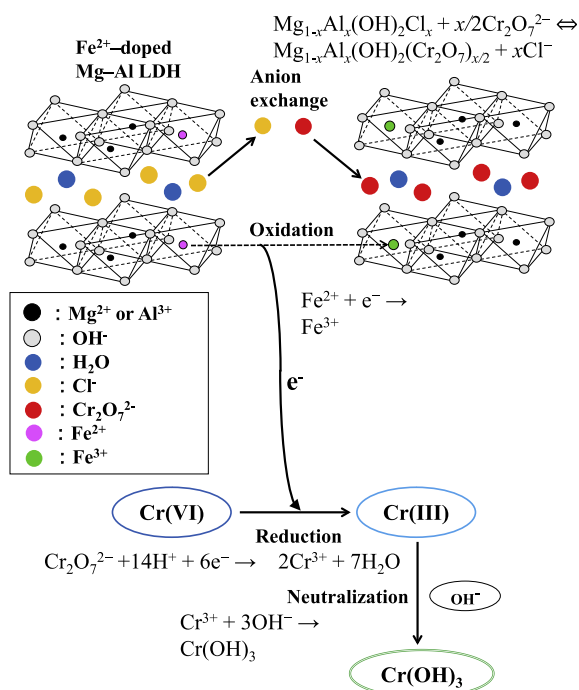 Mg₁₋ₓAlₓ(OH)₂Clₓ + x/2Cr₂O₇²⁻ ⇔
Mg₁₋ₓAlₓ(OH)₂(Cr₂O₇)ₓ/₂ + xCl⁻
Fe²⁺–doped
Mg–Al LDH
Anion
exchange
Oxidation
Fe²⁺ + e⁻ →
Fe³⁺
: Mg²⁺ or Al³⁺
: OH⁻
: H₂O
: Cl⁻
: Cr₂O₇²⁻
: Fe²⁺
: Fe³⁺
e⁻
Cr(VI)
Cr(III)
Reduction
Cr₂O₇²⁻ +14H⁺ + 6e⁻ → 2Cr³⁺ + 7H₂O
Neutralization
OH⁻
Cr³⁺ + 3OH⁻ →
Cr(OH)₃
Cr(OH)₃